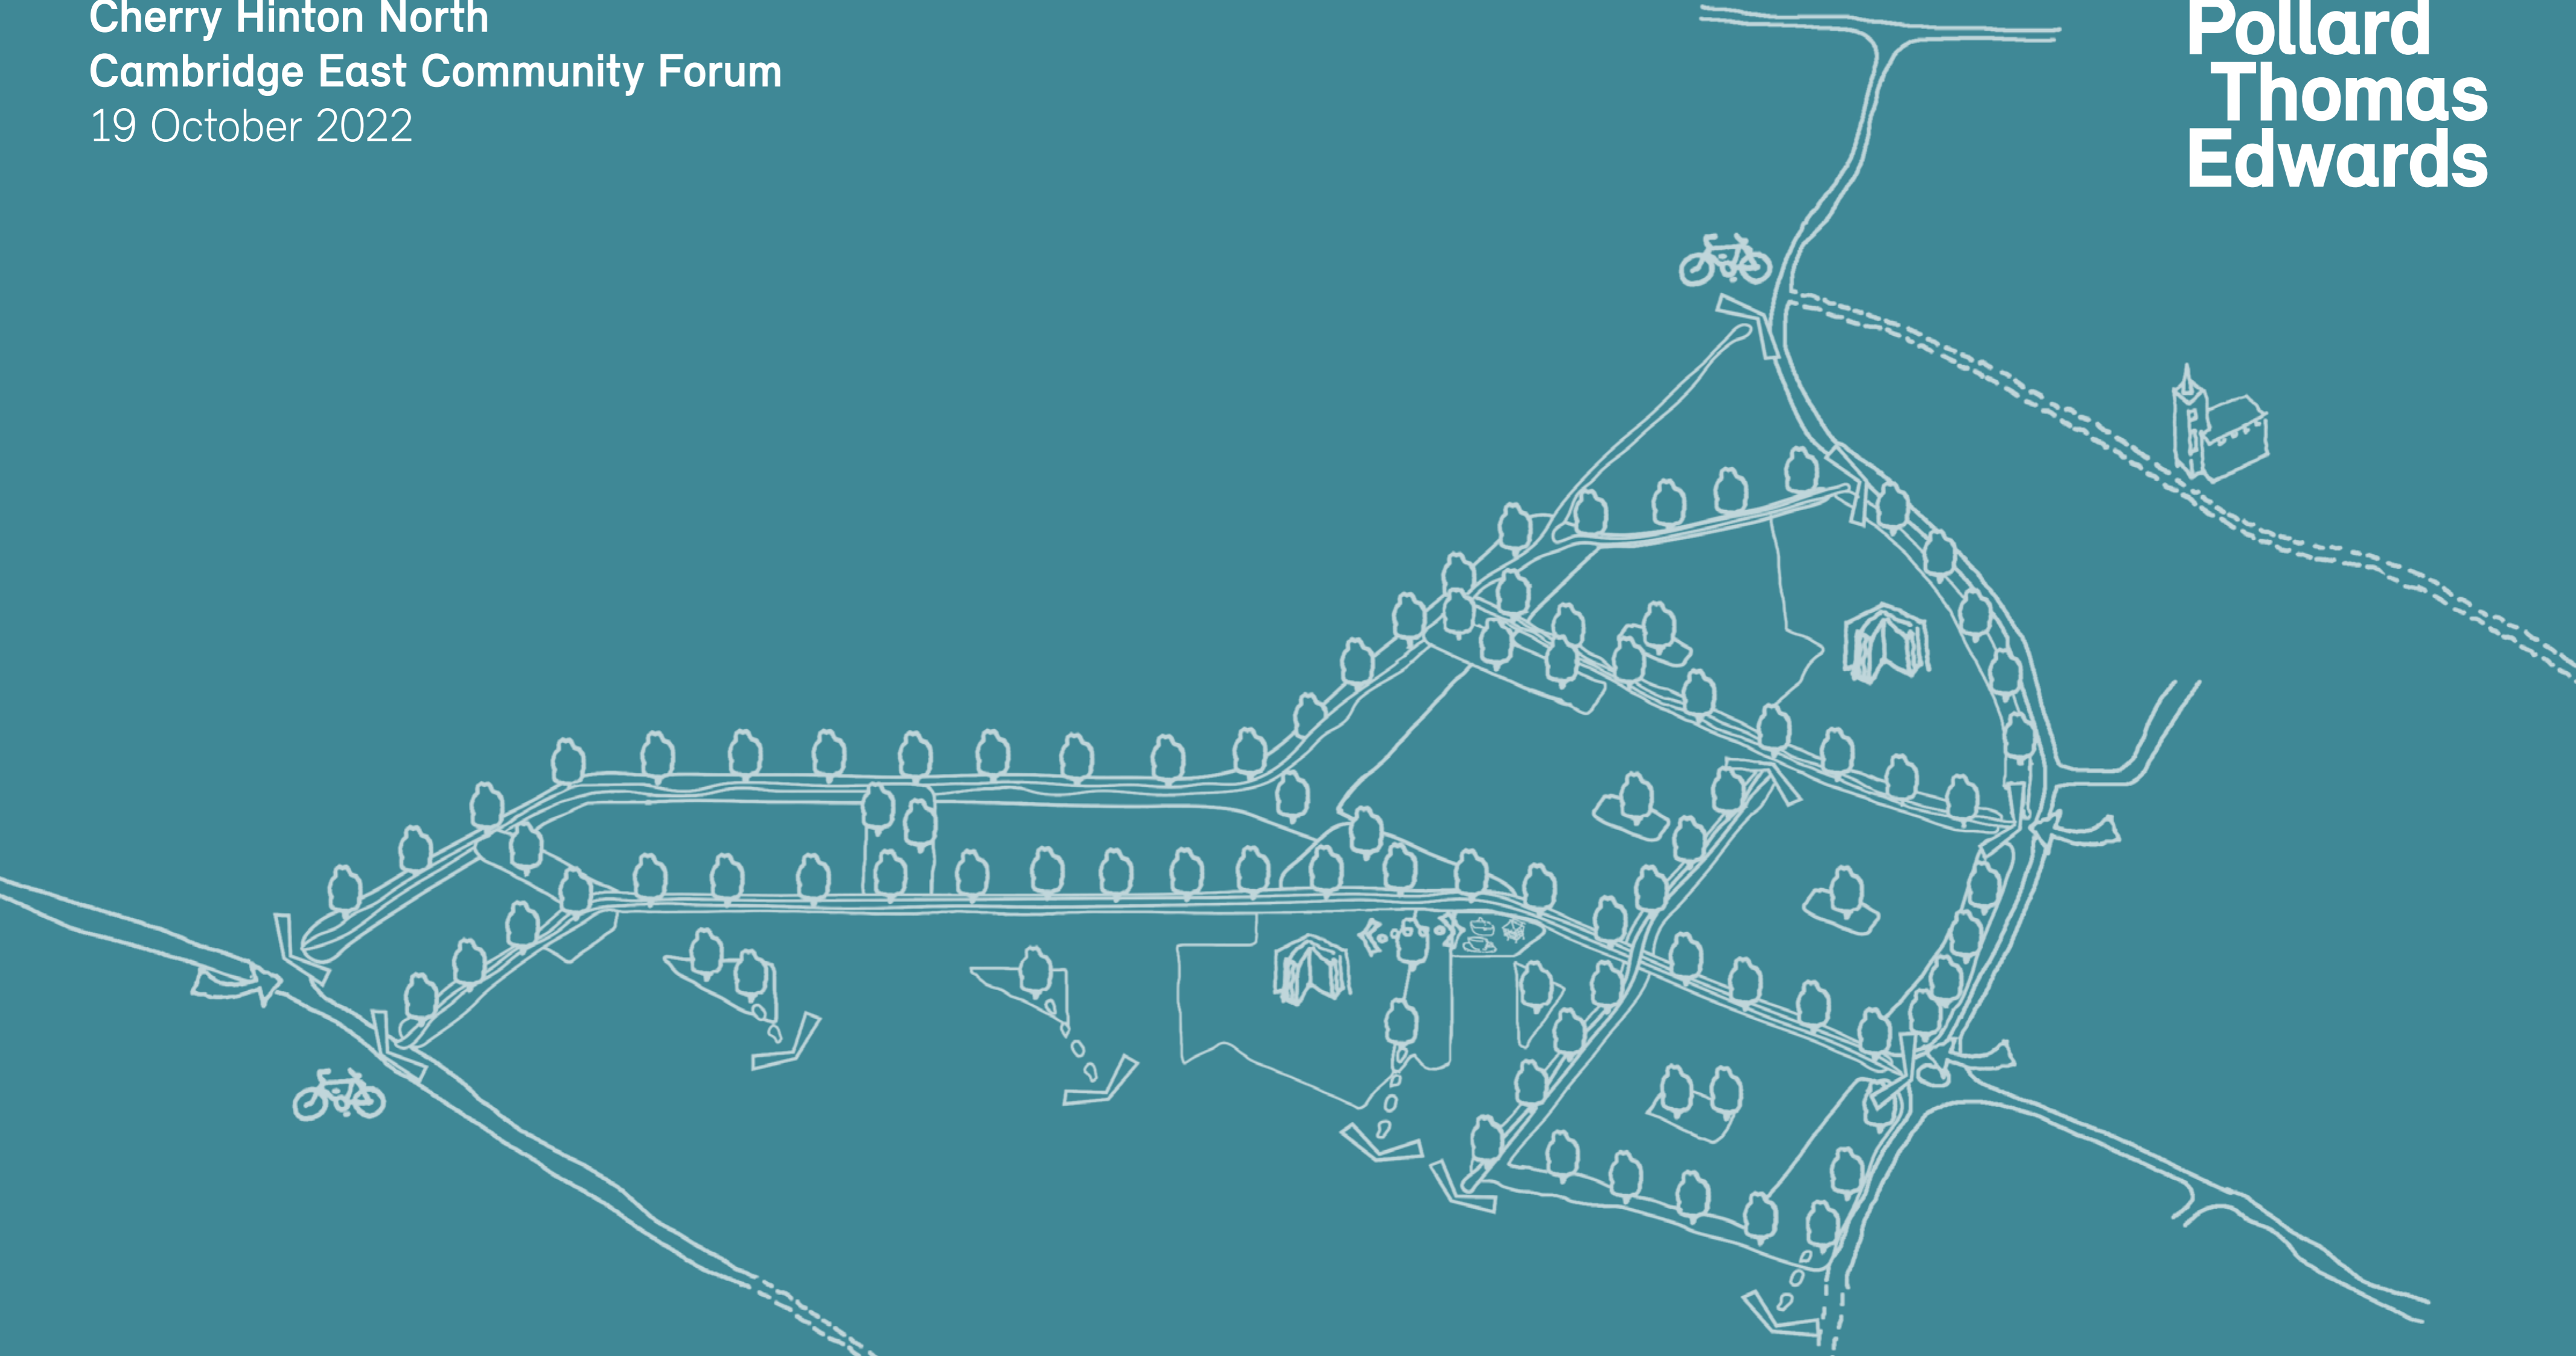 Cherry Hinton North
Cambridge East Community Forum
19 October 2022
Pollard
Thomas
Edwards